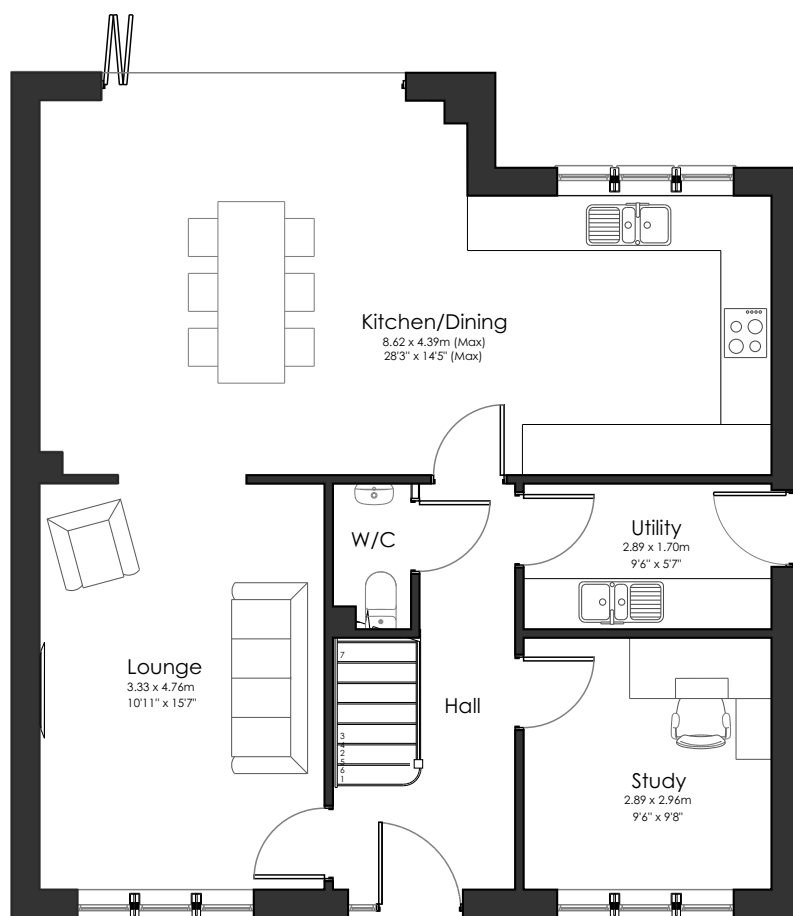 Kitchen/Dining
8.62 x 4.39m (Max)
28'3" x 14'5" (Max)
W/C
Utility
2.89 x 1.70m
9'6" x 5'7"
Lounge
3.33 x 4.76m
10'11" x 15'7"
Hall
7
3
4
2
5
6
1
Study
2.89 x 2.96m
9'6" x 9'8"